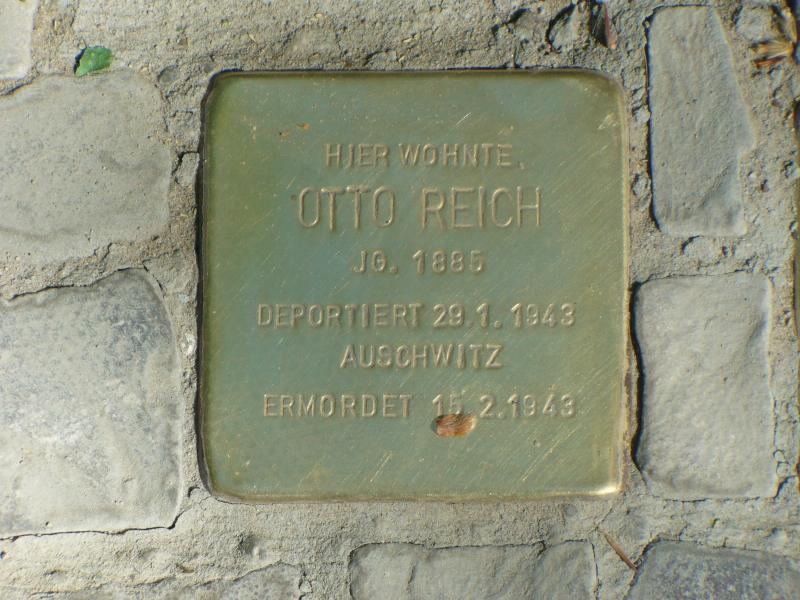 HIER WOHNTE
OTTO REICH
JG. 1885
DEPORTIERT 29.1.1943
AUSCHWITZ
ERMORDET 15.2.1943